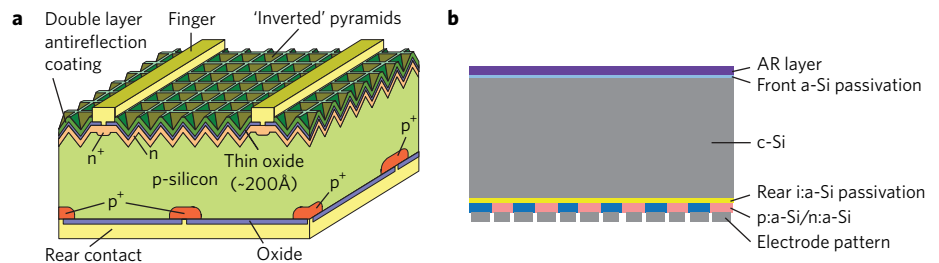 a
Double layer
antireflection
coating
Finger
‘Inverted’ pyramids
n⁺
n
Thin oxide
(~200Å)
p⁺
p-silicon
p⁺
p⁺
Rear contact
Oxide
b
AR layer
Front a-Si passivation
c-Si
Rear i:a-Si passivation
p:a-Si/n:a-Si
Electrode pattern